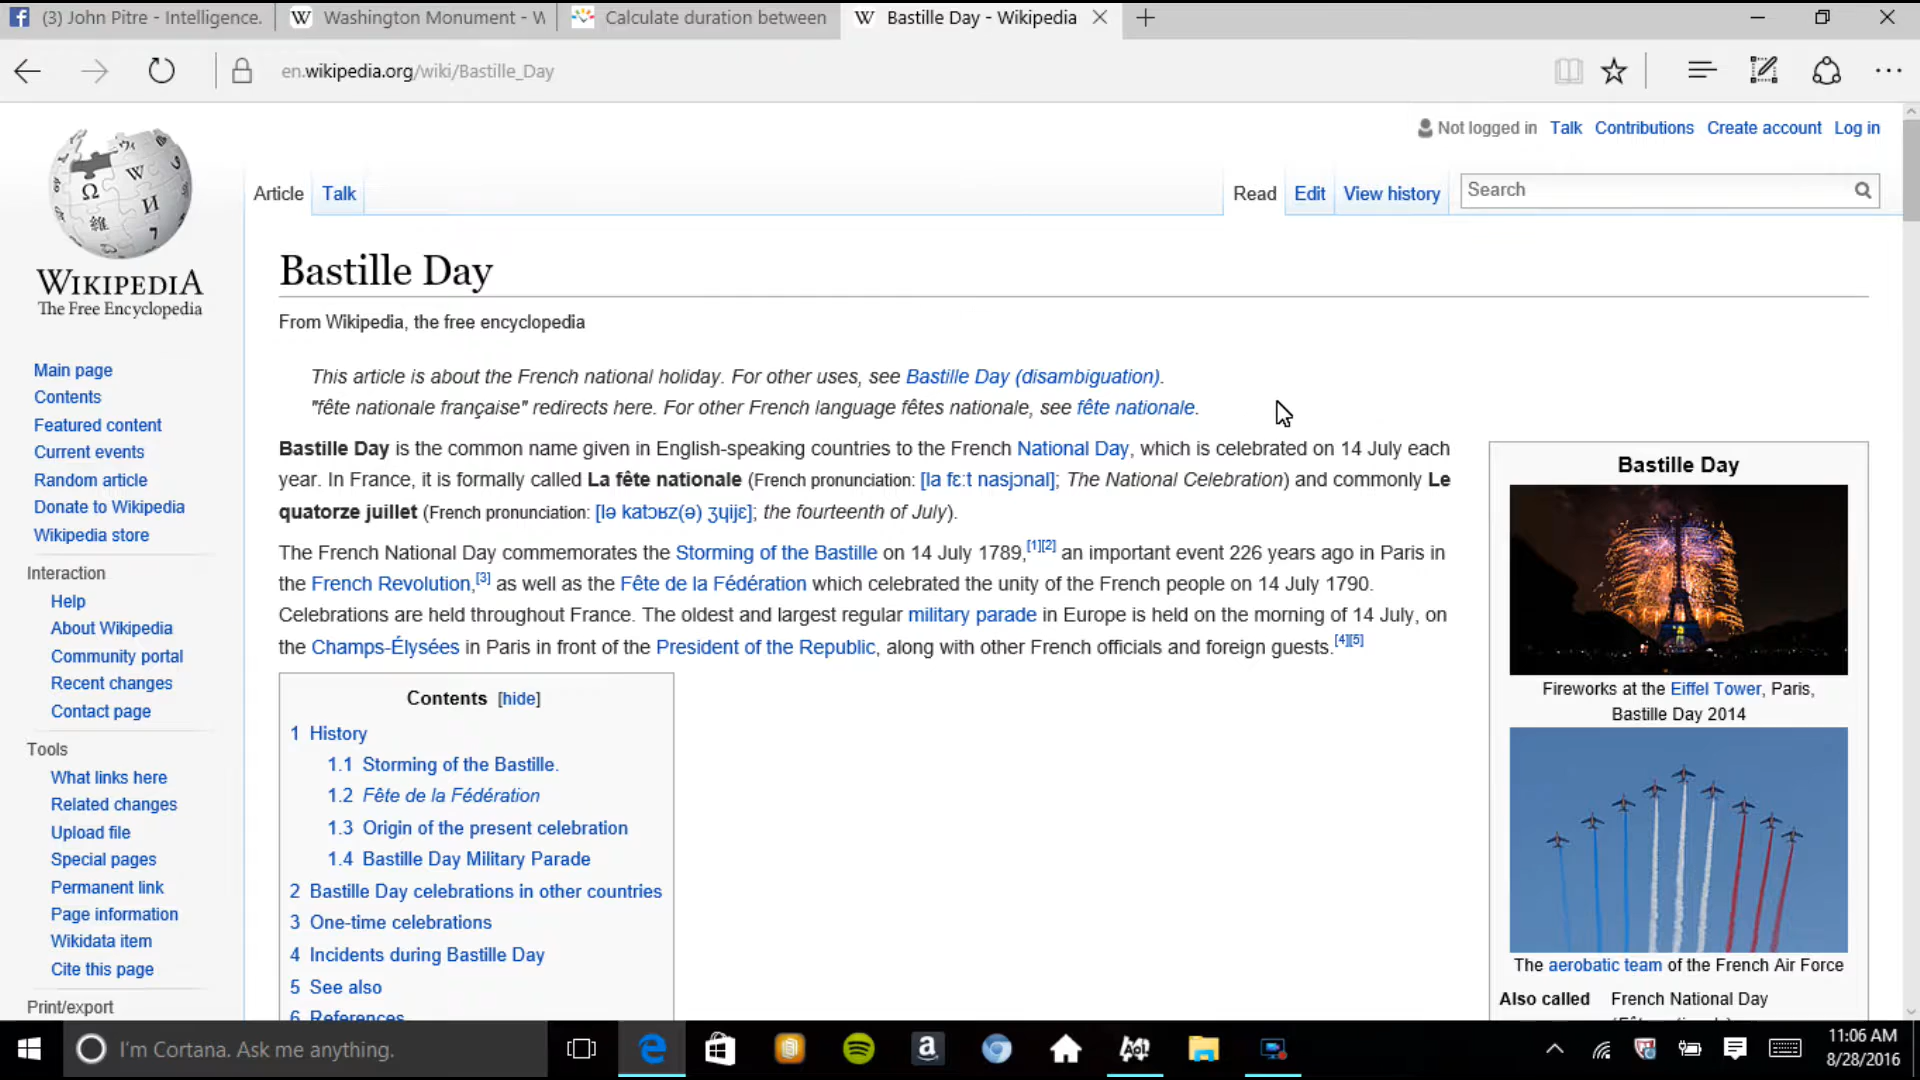 (3) John Pitre - Intelligence.
Washington Monument - W
Calculate duration between
Bastille Day - Wikipedia
en.wikipedia.org/wiki/Bastille_Day
Not logged in Talk Contributions Create account Log in
Article Talk
Read Edit View history
Search
WIKIPEDIA
The Free Encyclopedia
Main page
Contents
Featured content
Current events
Random article
Donate to Wikipedia
Wikipedia store
Interaction
Help
About Wikipedia
Community portal
Recent changes
Contact page
Tools
What links here
Related changes
Upload file
Special pages
Permanent link
Page information
Wikidata item
Cite this page
Print/export
Bastille Day
From Wikipedia, the free encyclopedia
This article is about the French national holiday. For other uses, see Bastille Day (disambiguation).
"fête nationale française" redirects here. For other French language fêtes nationale, see fête nationale.
Bastille Day is the common name given in English-speaking countries to the French National Day, which is celebrated on 14 July each
year. In France, it is formally called La fête nationale (French pronunciation: [la fɛːt nasjɔnal]; The National Celebration) and commonly Le
quatorze juillet (French pronunciation: [lə katɔʁz(ə) ʒɥijɛ]; the fourteenth of July).
The French National Day commemorates the Storming of the Bastille on 14 July 1789,[1][2] an important event 226 years ago in Paris in
the French Revolution,[3] as well as the Fête de la Fédération which celebrated the unity of the French people on 14 July 1790.
Celebrations are held throughout France. The oldest and largest regular military parade in Europe is held on the morning of 14 July, on
the Champs-Élysées in Paris in front of the President of the Republic, along with other French officials and foreign guests.[4][5]
Contents [hide]
1 History
1.1 Storming of the Bastille.
1.2 Fête de la Fédération
1.3 Origin of the present celebration
1.4 Bastille Day Military Parade
2 Bastille Day celebrations in other countries
3 One-time celebrations
4 Incidents during Bastille Day
5 See also
6 References
Bastille Day
Fireworks at the Eiffel Tower, Paris,
Bastille Day 2014
The aerobatic team of the French Air Force
Also called French National Day
I'm Cortana. Ask me anything.
Aol
11:06 AM
8/28/2016